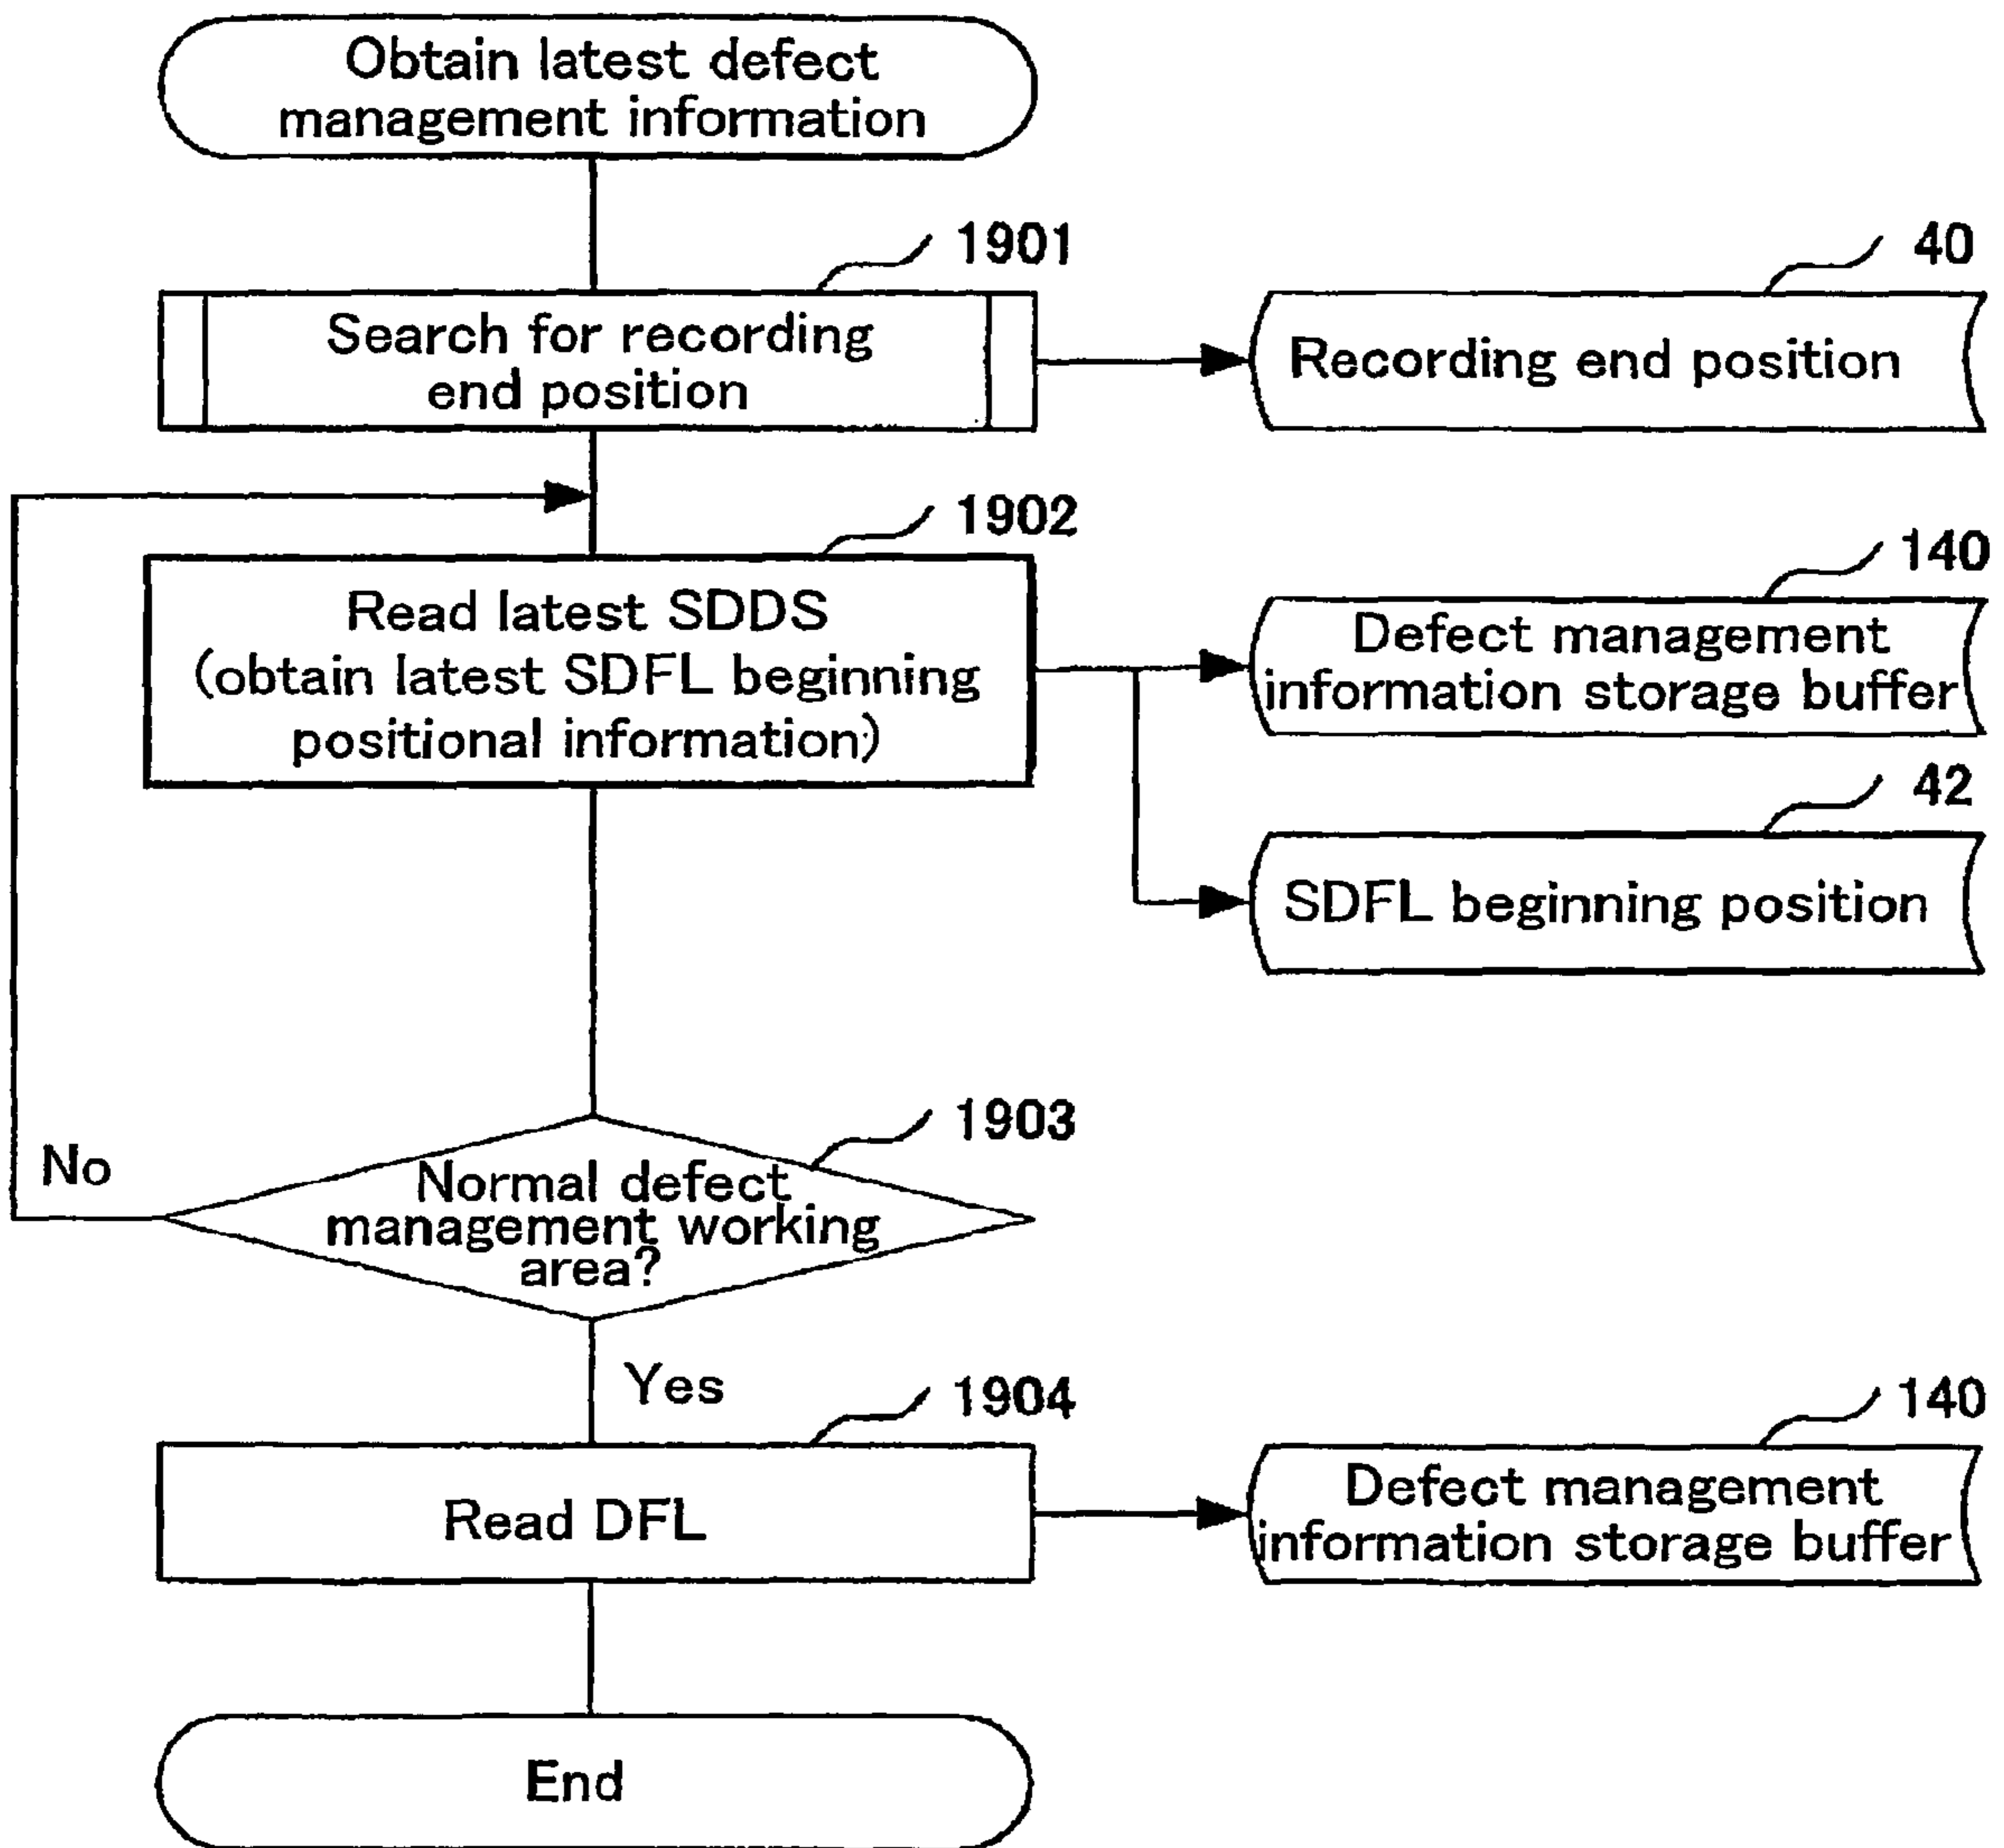 Obtain latest defect
management information
1901
Search for recording
end position
40
Recording end position
1902
Read latest SDDS
(obtain latest SDFL beginning
positional information)
140
Defect management
information storage buffer
42
SDFL beginning position
1903
Normal defect
management working
area?
No
Yes
1904
Read DFL
140
Defect management
information storage buffer
End